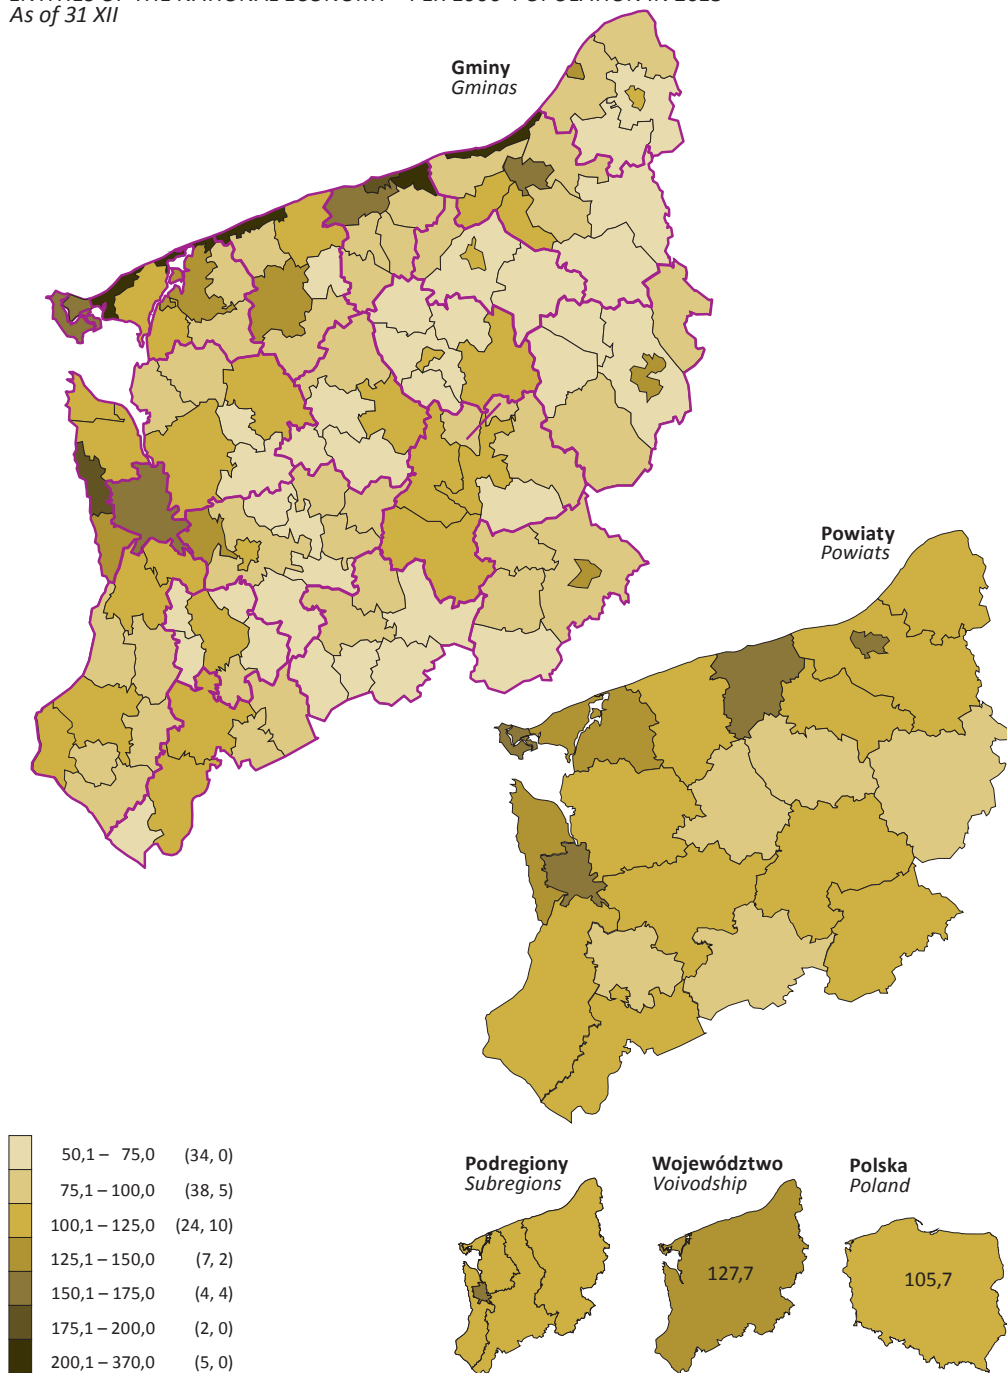 As of 31 XII
Gminy
Gminas
Powiaty
Powiats
50,1 – 75,0 (34, 0)
75,1 – 100,0 (38, 5)
100,1 – 125,0 (24, 10)
125,1 – 150,0 (7, 2)
150,1 – 175,0 (4, 4)
175,1 – 200,0 (2, 0)
200,1 – 370,0 (5, 0)
Podregiony
Subregions
Województwo
Voivodship
127,7
Polska
Poland
105,7